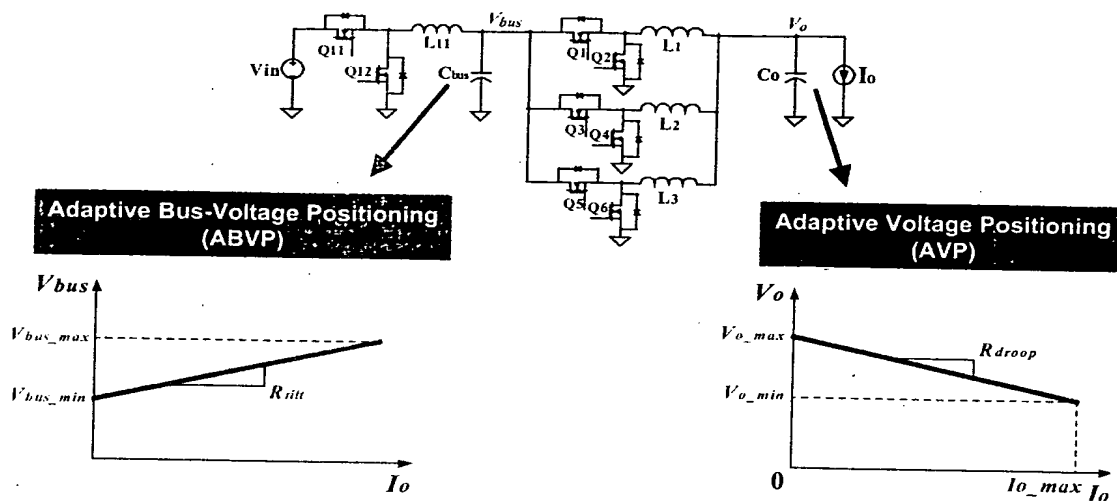 Vbus
Vo
Q11
L11
Q1
Q2
L1
Vin
Q12
Cbus
Co
Io
Q3
Q4
L2
Q5
Q6
L3
Adaptive Bus-Voltage Positioning
(ABVP)
Adaptive Voltage Positioning
(AVP)
Vbus
Vbus_max
Vbus_min
Io
Vo
Vo_max
Rdroop
Vo_min
0
Io_max
Io